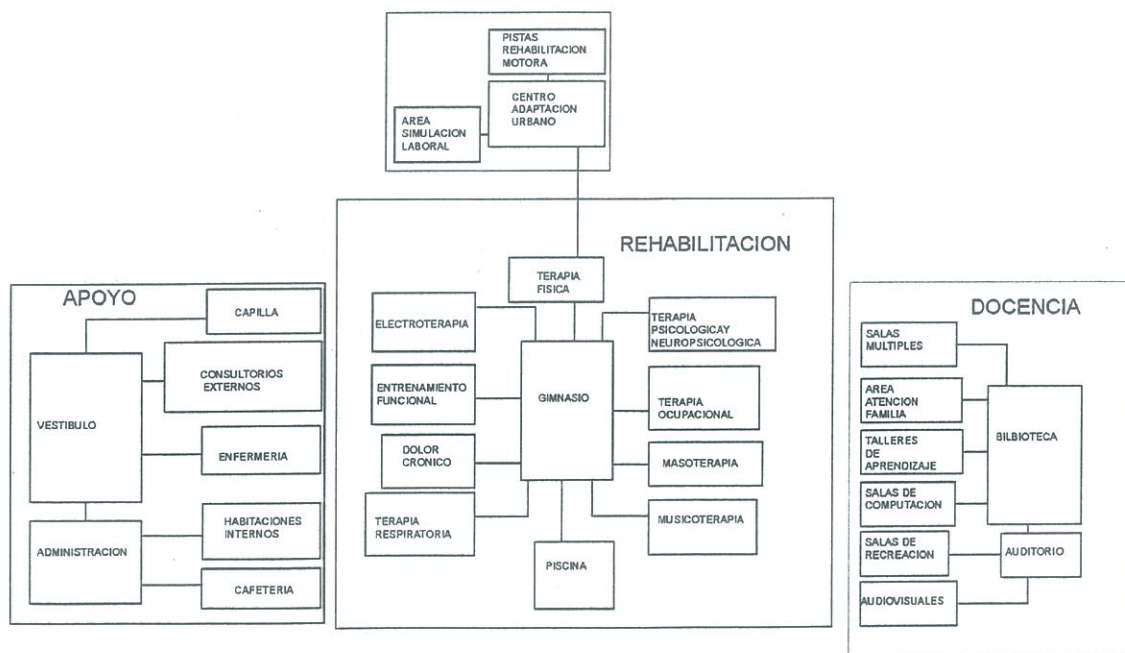 PISTAS
REHABILITACION
MOTORA
CENTRO
ADAPTACION
URBANO
AREA
SIMULACION
LABORAL
REHABILITACION
TERAPIA
FISICA
ELECTROTERAPIA
TERAPIA
PSICOLOGICAY
NEUROPSICOLOGICA
ENTRENAMIENTO
FUNCIONAL
GIMNASIO
TERAPIA
OCUPACIONAL
DOLOR
CRONICO
MASOTERAPIA
TERAPIA
RESPIRATORIA
MUSICOTERAPIA
PISCINA
APOYO
CAPILLA
CONSULTORIOS
EXTERNOS
VESTIBULO
ENFERMERIA
HABITACIONES
INTERNOS
ADMINISTRACION
CAFETERIA
DOCENCIA
SALAS
MULTIPLES
AREA
ATENCION
FAMILIA
BILBIOTECA
TALLERES
DE
APRENDIZAJE
SALAS DE
COMPUTACION
SALAS DE
RECREACION
AUDITORIO
AUDIOVISUALES